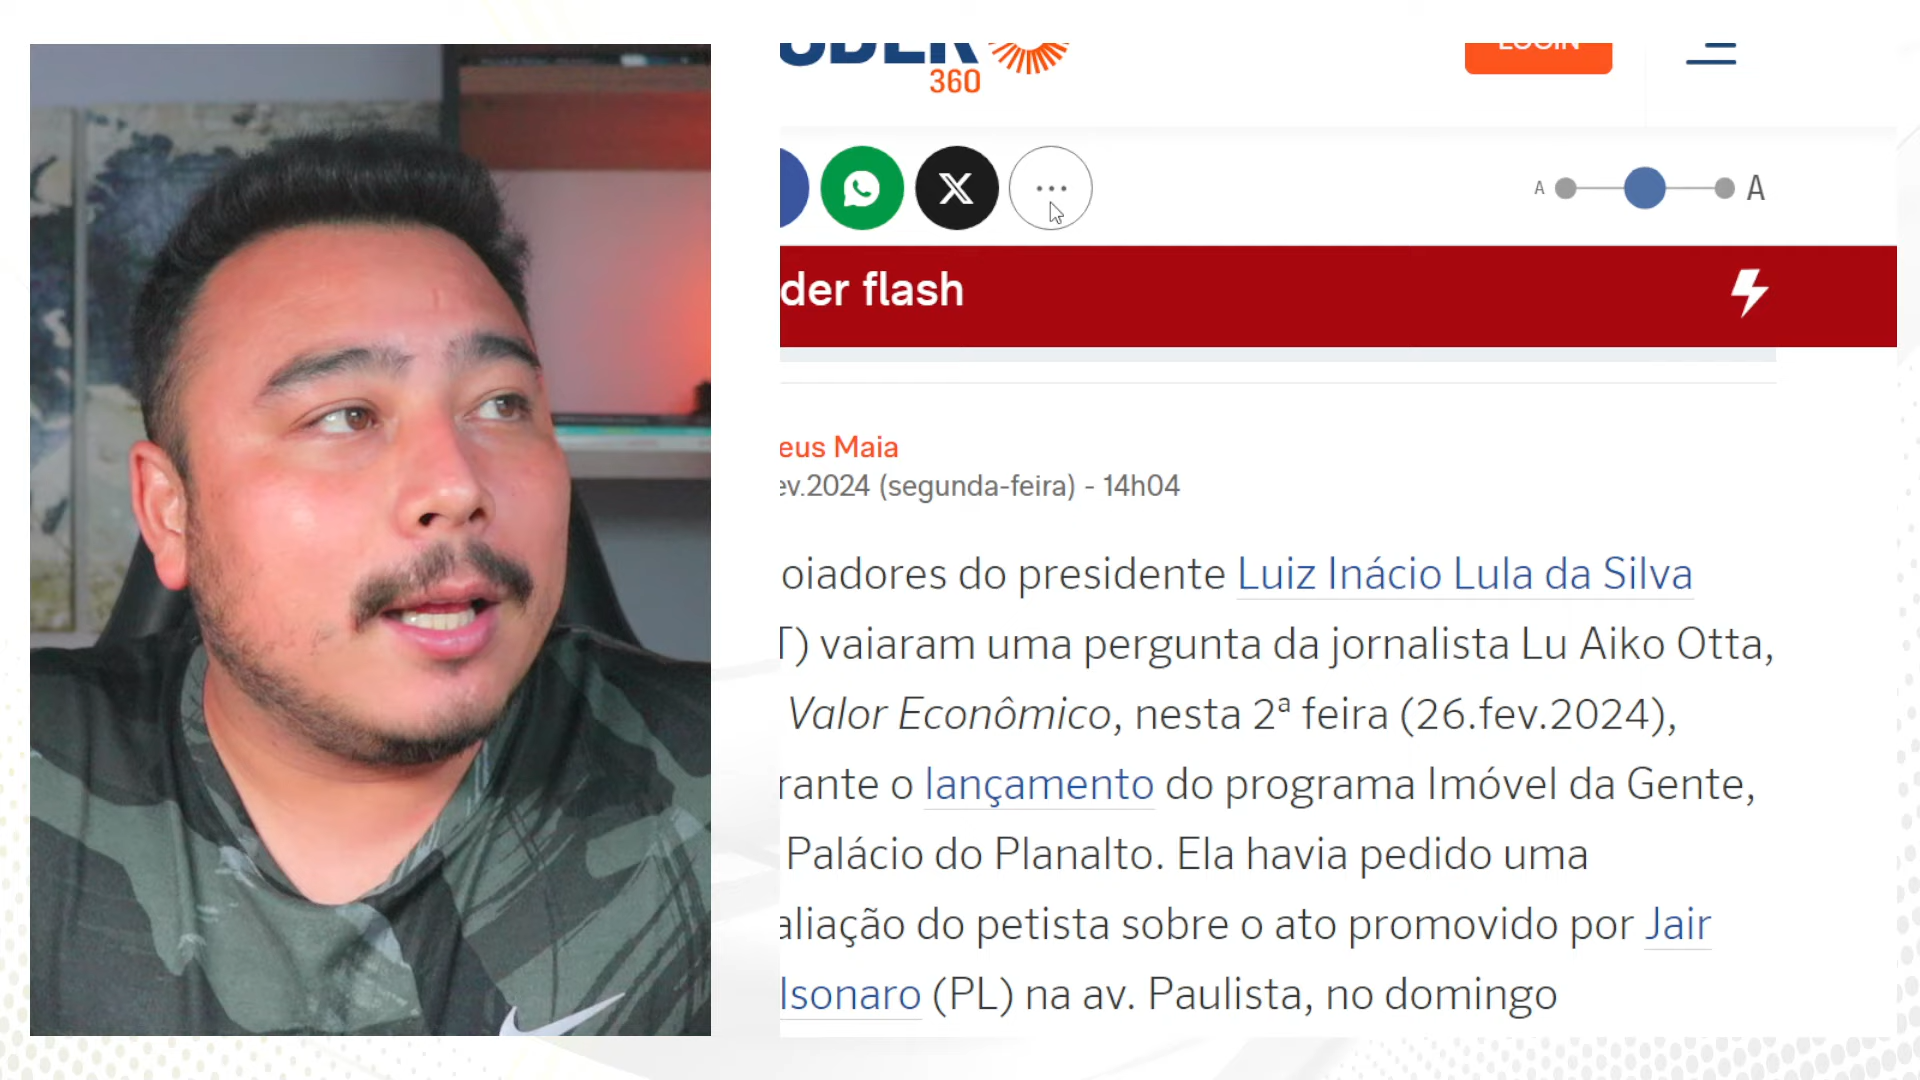 360
LOGIN
A A
der flash
eus Maia
ev.2024 (segunda-feira) - 14h04
oiadores do presidente Luiz Inácio Lula da Silva
T) vaiaram uma pergunta da jornalista Lu Aiko Otta,
Valor Econômico, nesta 2ª feira (26.fev.2024),
rante o lançamento do programa Imóvel da Gente,
Palácio do Planalto. Ela havia pedido uma
aliação do petista sobre o ato promovido por Jair
lsonaro (PL) na av. Paulista, no domingo